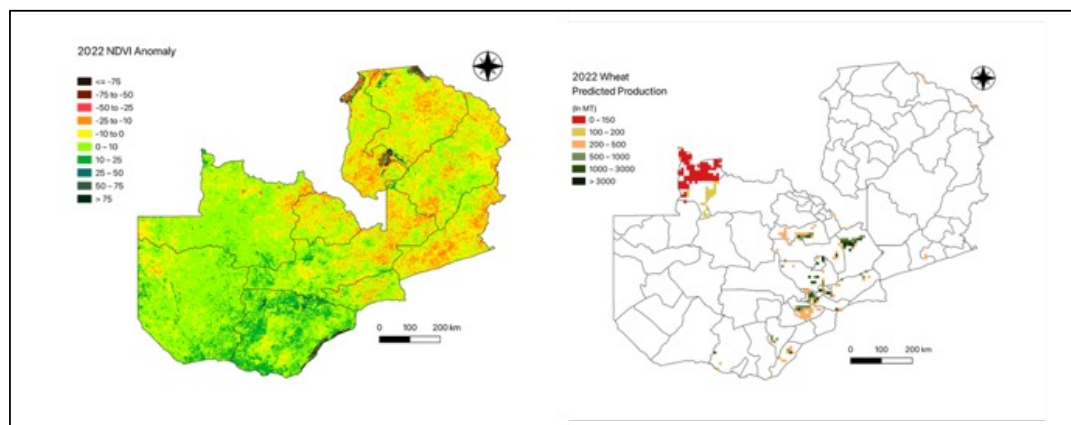 2022 NDVI Anomaly
<= -75
-75 to -50
-50 to -25
-25 to -10
-10 to 0
0 - 10
10 - 25
25 - 50
50 - 75
> 75
0 100 200 km
2022 Wheat
Predicted Production
(In MT)
0 – 150
100 – 200
200 – 500
500 – 1000
1000 – 3000
> 3000
0 100 200 km